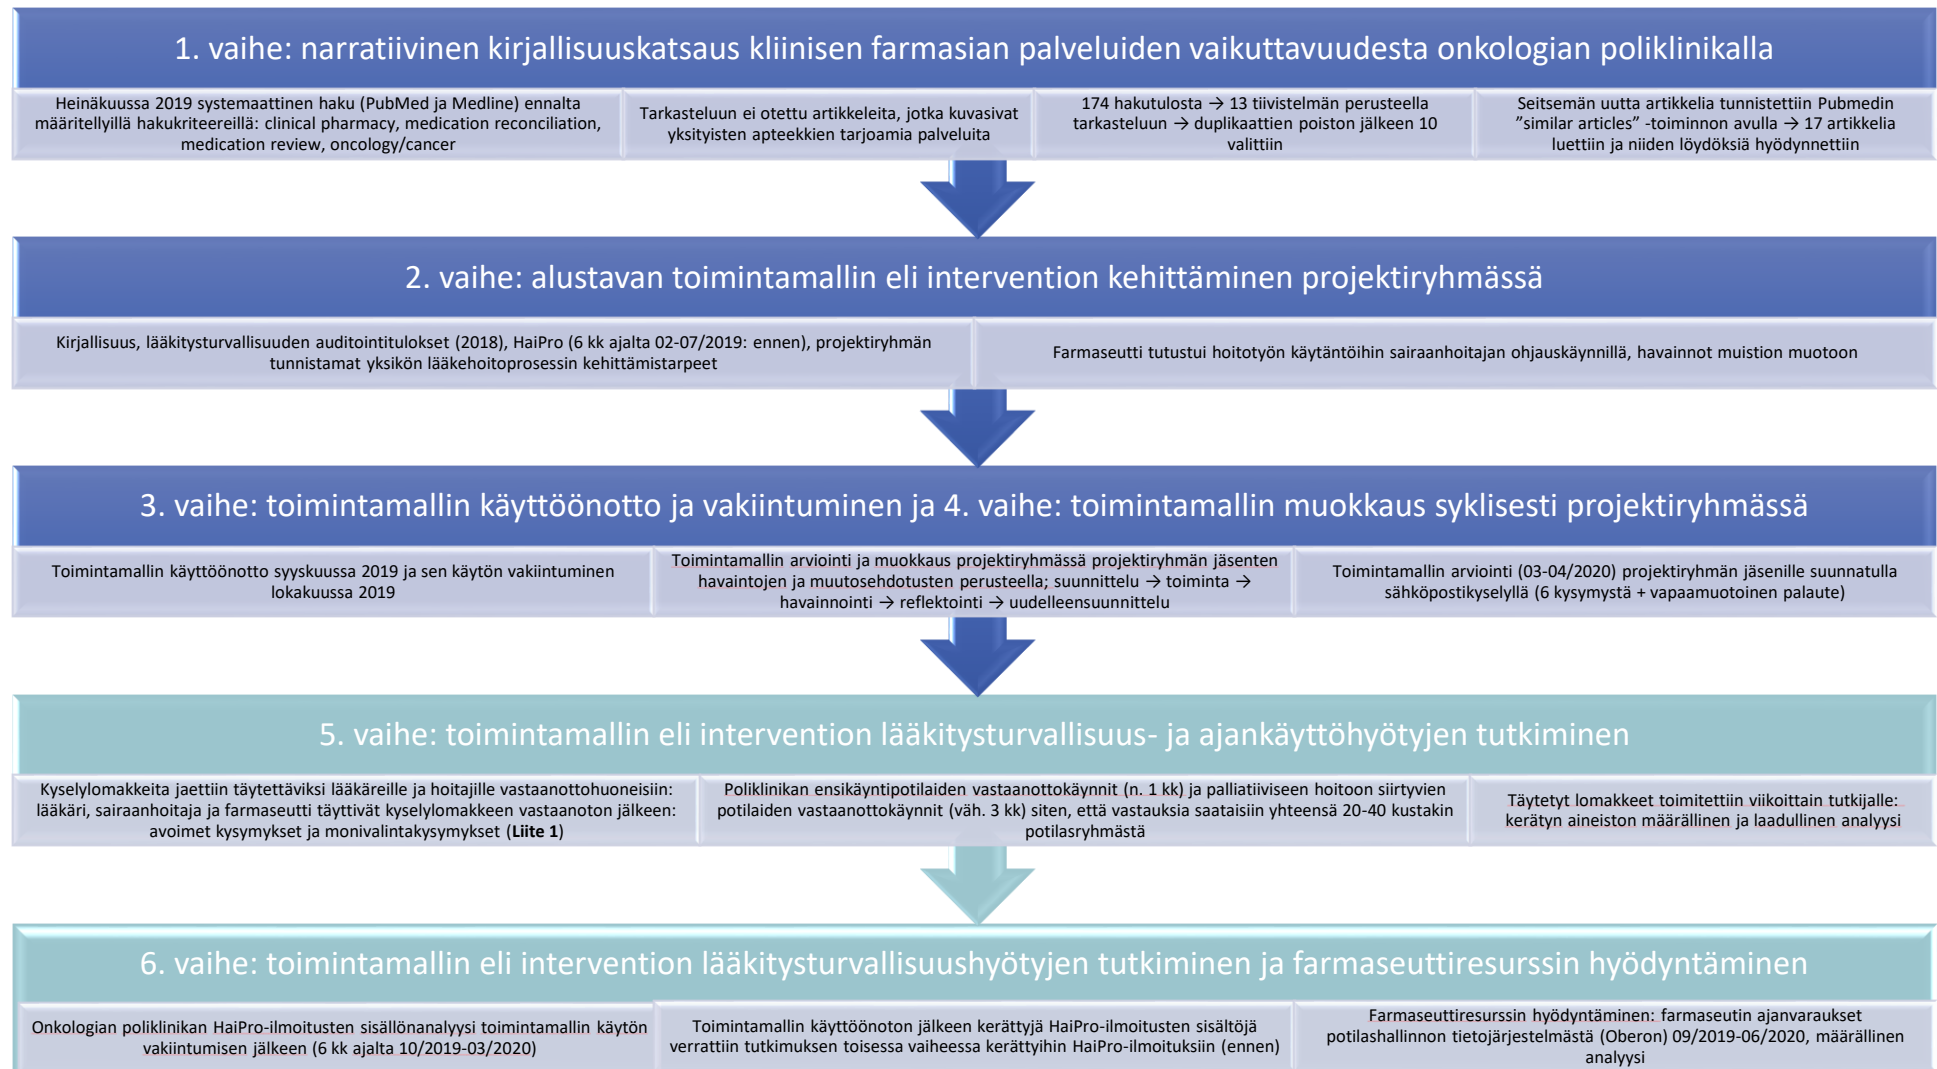 1. vaihe: narratiivinen kirjallisuuskatsaus kliinisen farmasian palveluiden vaikuttavuudesta onkologian poliklinikalla
Heinäkuussa 2019 systemaattinen haku (PubMed ja Medline) ennalta
määritellyillä hakukriteereillä: clinical pharmacy, medication reconciliation,
medication review, oncology/cancer
Tarkasteluun ei otettu artikkeleita, jotka kuvasivat
yksityisten apteekkien tarjoamia palveluita
174 hakutulosta → 13 tiivistelmän perusteella
tarkasteluun → duplikaattien poiston jälkeen 10
valittiin
Seitsemän uutta artikkelia tunnistettiin Pubmedin
”similar articles” -toiminnon avulla → 17 artikkelia
luettiin ja niiden löydöksiä hyödynnettiin
2. vaihe: alustavan toimintamallin eli intervention kehittäminen projektiryhmässä
Kirjallisuus, lääkitysturvallisuuden auditointitulokset (2018), HaiPro (6 kk ajalta 02-07/2019: ennen), projektiryhmän
tunnistamat yksikön lääkehoitoprosessin kehittämistarpeet
Farmaseutti tutustui hoitotyön käytäntöihin sairaanhoitajan ohjauskäynnillä, havainnot muistion muotoon
3. vaihe: toimintamallin käyttöönotto ja vakiintuminen ja 4. vaihe: toimintamallin muokkaus syklisesti projektiryhmässä
Toimintamallin käyttöönotto syyskuussa 2019 ja sen käytön vakiintuminen
lokakuussa 2019
Toimintamallin arviointi ja muokkaus projektiryhmässä projektiryhmän jäsenten
havaintojen ja muutosehdotusten perusteella; suunnittelu → toiminta →
havainnointi → reflektointi → uudelleensuunnittelu
Toimintamallin arviointi (03-04/2020) projektiryhmän jäsenille suunnatulla
sähköpostikyselyllä (6 kysymystä + vapaamuotoinen palaute)
5. vaihe: toimintamallin eli intervention lääkitysturvallisuus- ja ajankäyttöhyötyjen tutkiminen
Kyselylomakkeita jaettiin täytettäviksi lääkäreille ja hoitajille vastaanottohuoneisiin:
lääkäri, sairaanhoitaja ja farmaseutti täyttivät kyselylomakkeen vastaanoton jälkeen:
avoimet kysymykset ja monivalintakysymykset (Liite 1)
Poliklinikan ensikäyntipotilaiden vastaanottokäynnit (n. 1 kk) ja palliatiiviseen hoitoon siirtyvien
potilaiden vastaanottokäynnit (väh. 3 kk) siten, että vastauksia saataisiin yhteensä 20-40 kustakin
potilasryhmästä
Täytetyt lomakkeet toimitettiin viikoittain tutkijalle:
kerätyn aineiston määrällinen ja laadullinen analyysi
6. vaihe: toimintamallin eli intervention lääkitysturvallisuushyötyjen tutkiminen ja farmaseuttiresurssin hyödyntäminen
Onkologian poliklinikan HaiPro-ilmoitusten sisällönanalyysi toimintamallin käytön
vakiintumisen jälkeen (6 kk ajalta 10/2019-03/2020)
Toimintamallin käyttöönoton jälkeen kerättyjä HaiPro-ilmoitusten sisältöjä
verrattiin tutkimuksen toisessa vaiheessa kerättyihin HaiPro-ilmoituksiin (ennen)
Farmaseuttiresurssin hyödyntäminen: farmaseutin ajanvaraukset
potilashallinnon tietojärjestelmästä (Oberon) 09/2019-06/2020, määrällinen
analyysi